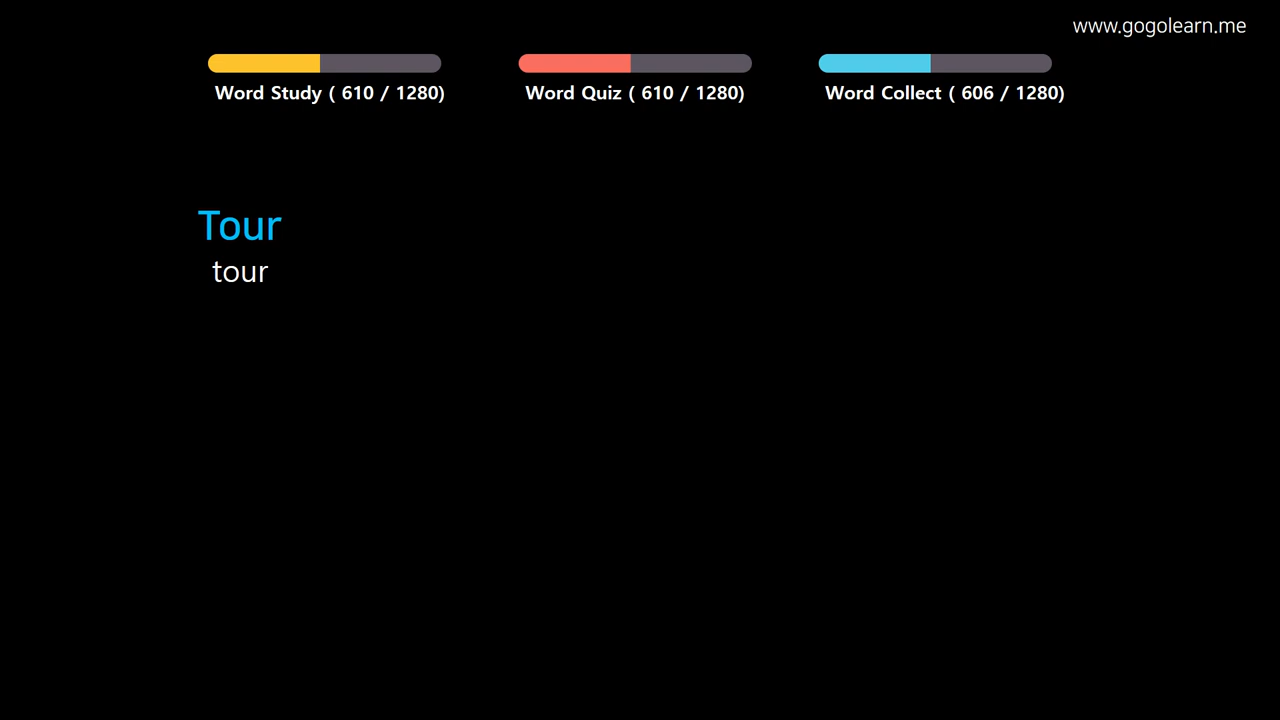 www.gogolearn.me
Word Study ( 610 / 1280)
Word Quiz ( 610 / 1280)
Word Collect ( 606 / 1280)
Tour
tour